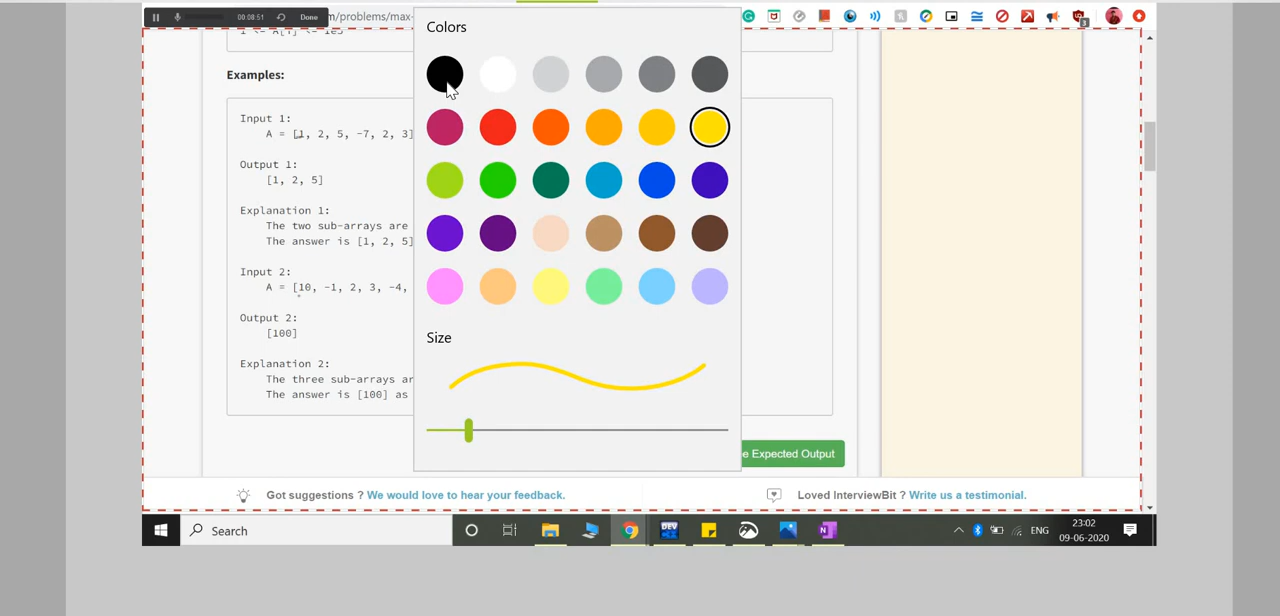 00:08:51 Done m/problems/max-
Colors
Examples:
Input 1:
A = [1, 2, 5, -7, 2, 3]
Output 1:
[1, 2, 5]
Explanation 1:
The two sub-arrays are
The answer is [1, 2, 5]
Input 2:
A = [10, -1, 2, 3, -4,
Output 2:
[100]
Size
Explanation 2:
The three sub-arrays ar
The answer is [100] as
e Expected Output
Got suggestions ? We would love to hear your feedback.
Loved InterviewBit ? Write us a testimonial.
Search
DEV
ENG
23:02
09-06-2020
3